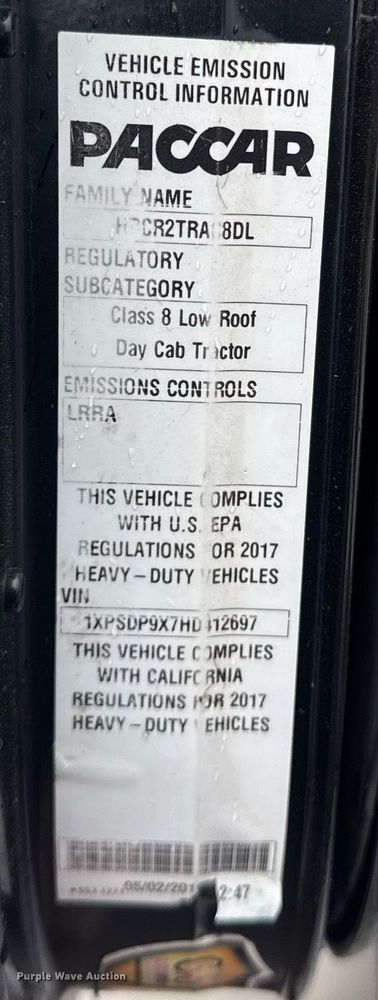 VEHICLE EMISSION
CONTROL INFORMATION
PACCAR
FAMILY NAME
REGULATORY
SUBCATEGORY
Class 8 Low Roof
Day Cab Tractor
EMISSIONS CONTROLS
LRRA
THIS VEHICLE COMPLIES
WITH U.S. EPA
REGULATIONS FOR 2017
HEAVY-DUTY VEHICLES
VIN
THIS VEHICLE COMPLIES
WITH CALIFORNIA
REGULATIONS FOR 2017
HEAVY-DUTY VEHICLES
Purple Wave Auction